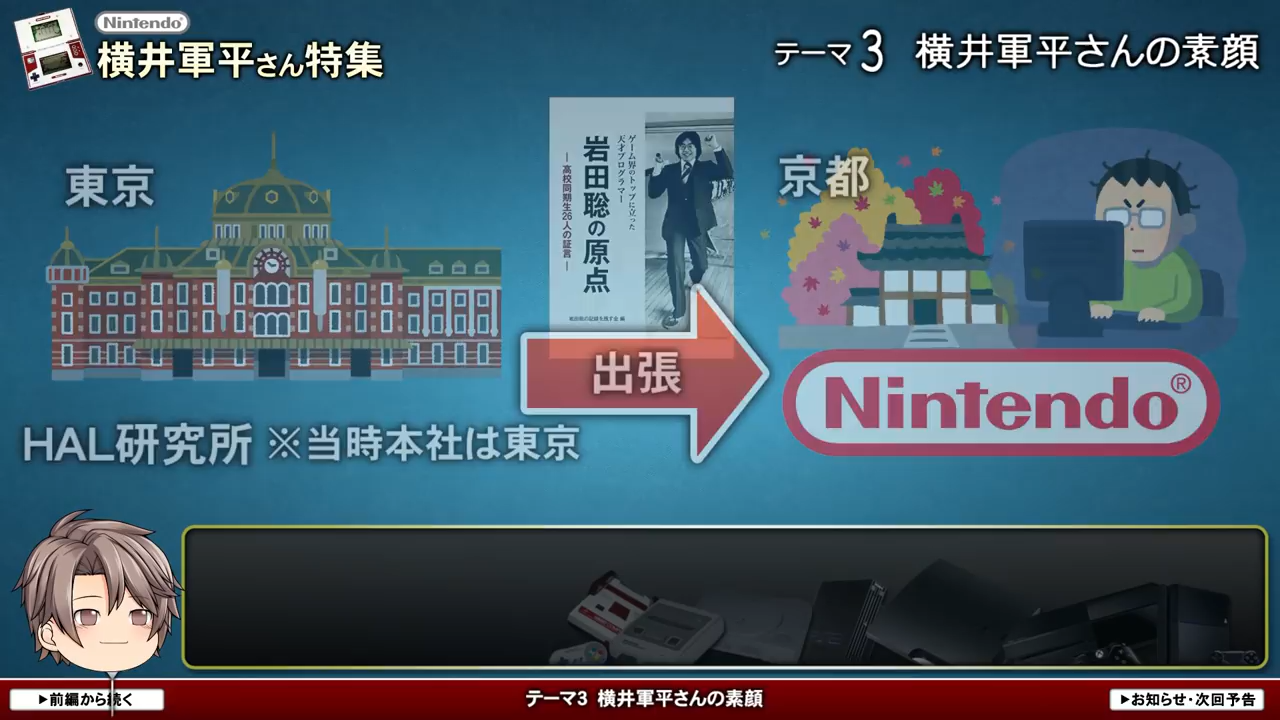 Nintendo
横井軍平さん特集
テーマ3 横井軍平さんの素顔
東京
ゲーム界のトップに立った
天才プログラマー
岩田聡の原点
―高校同期生26人の証言―
京都
出張
Nintendo®
HAL研究所 ※当時本社は東京
▶前編から続く
テーマ3 横井軍平さんの素顔
▶お知らせ・次回予告